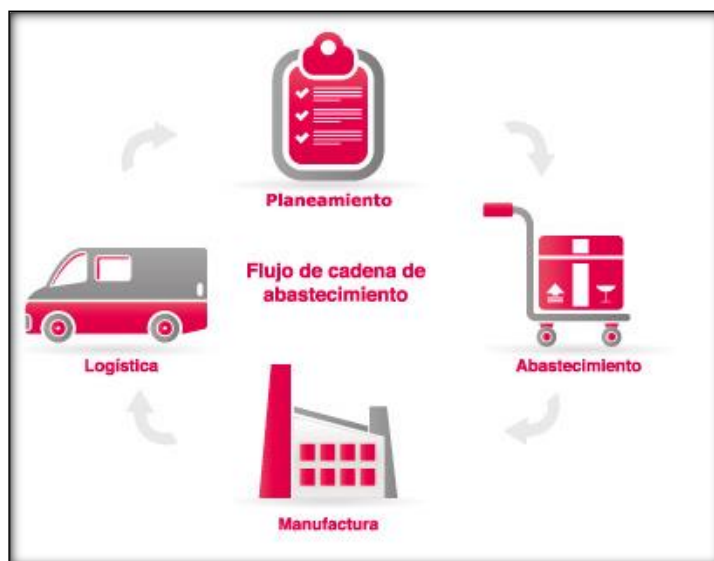 Planeamiento
Flujo de cadena de
abastecimiento
Logística
Abastecimiento
Manufactura